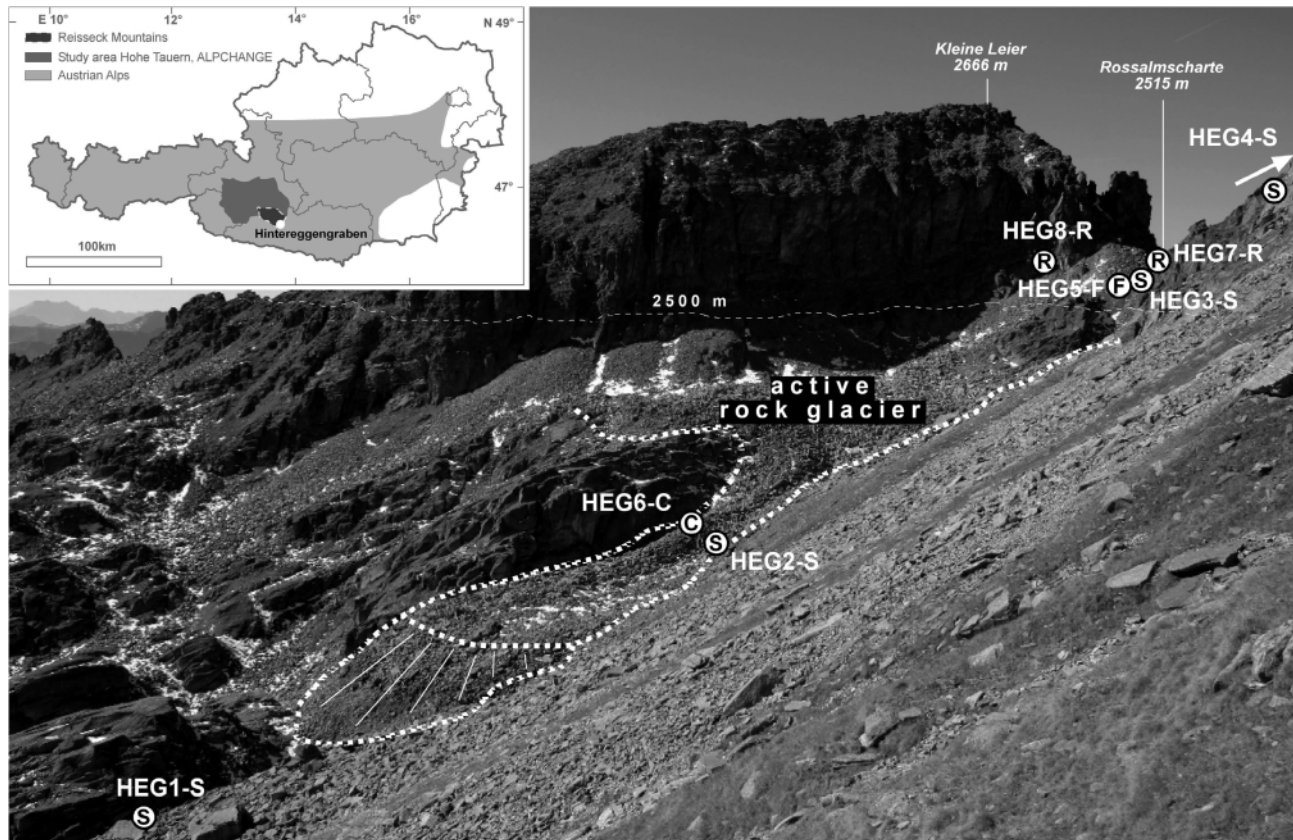 E 10°
12°
14°
16°
N 49°
Reisseck Mountains
Study area Hohe Tauern, ALPCHANGE
Austrian Alps
47°
Hintereggengraben
100km
Kleine Leier
2666 m
Rossalmscharte
2515 m
HEG4-S
S
HEG8-R
R
R
HEG7-R
HEG5-F
F
S
HEG3-S
2500 m
active
rock glacier
HEG6-C
C
S
HEG2-S
HEG1-S
S